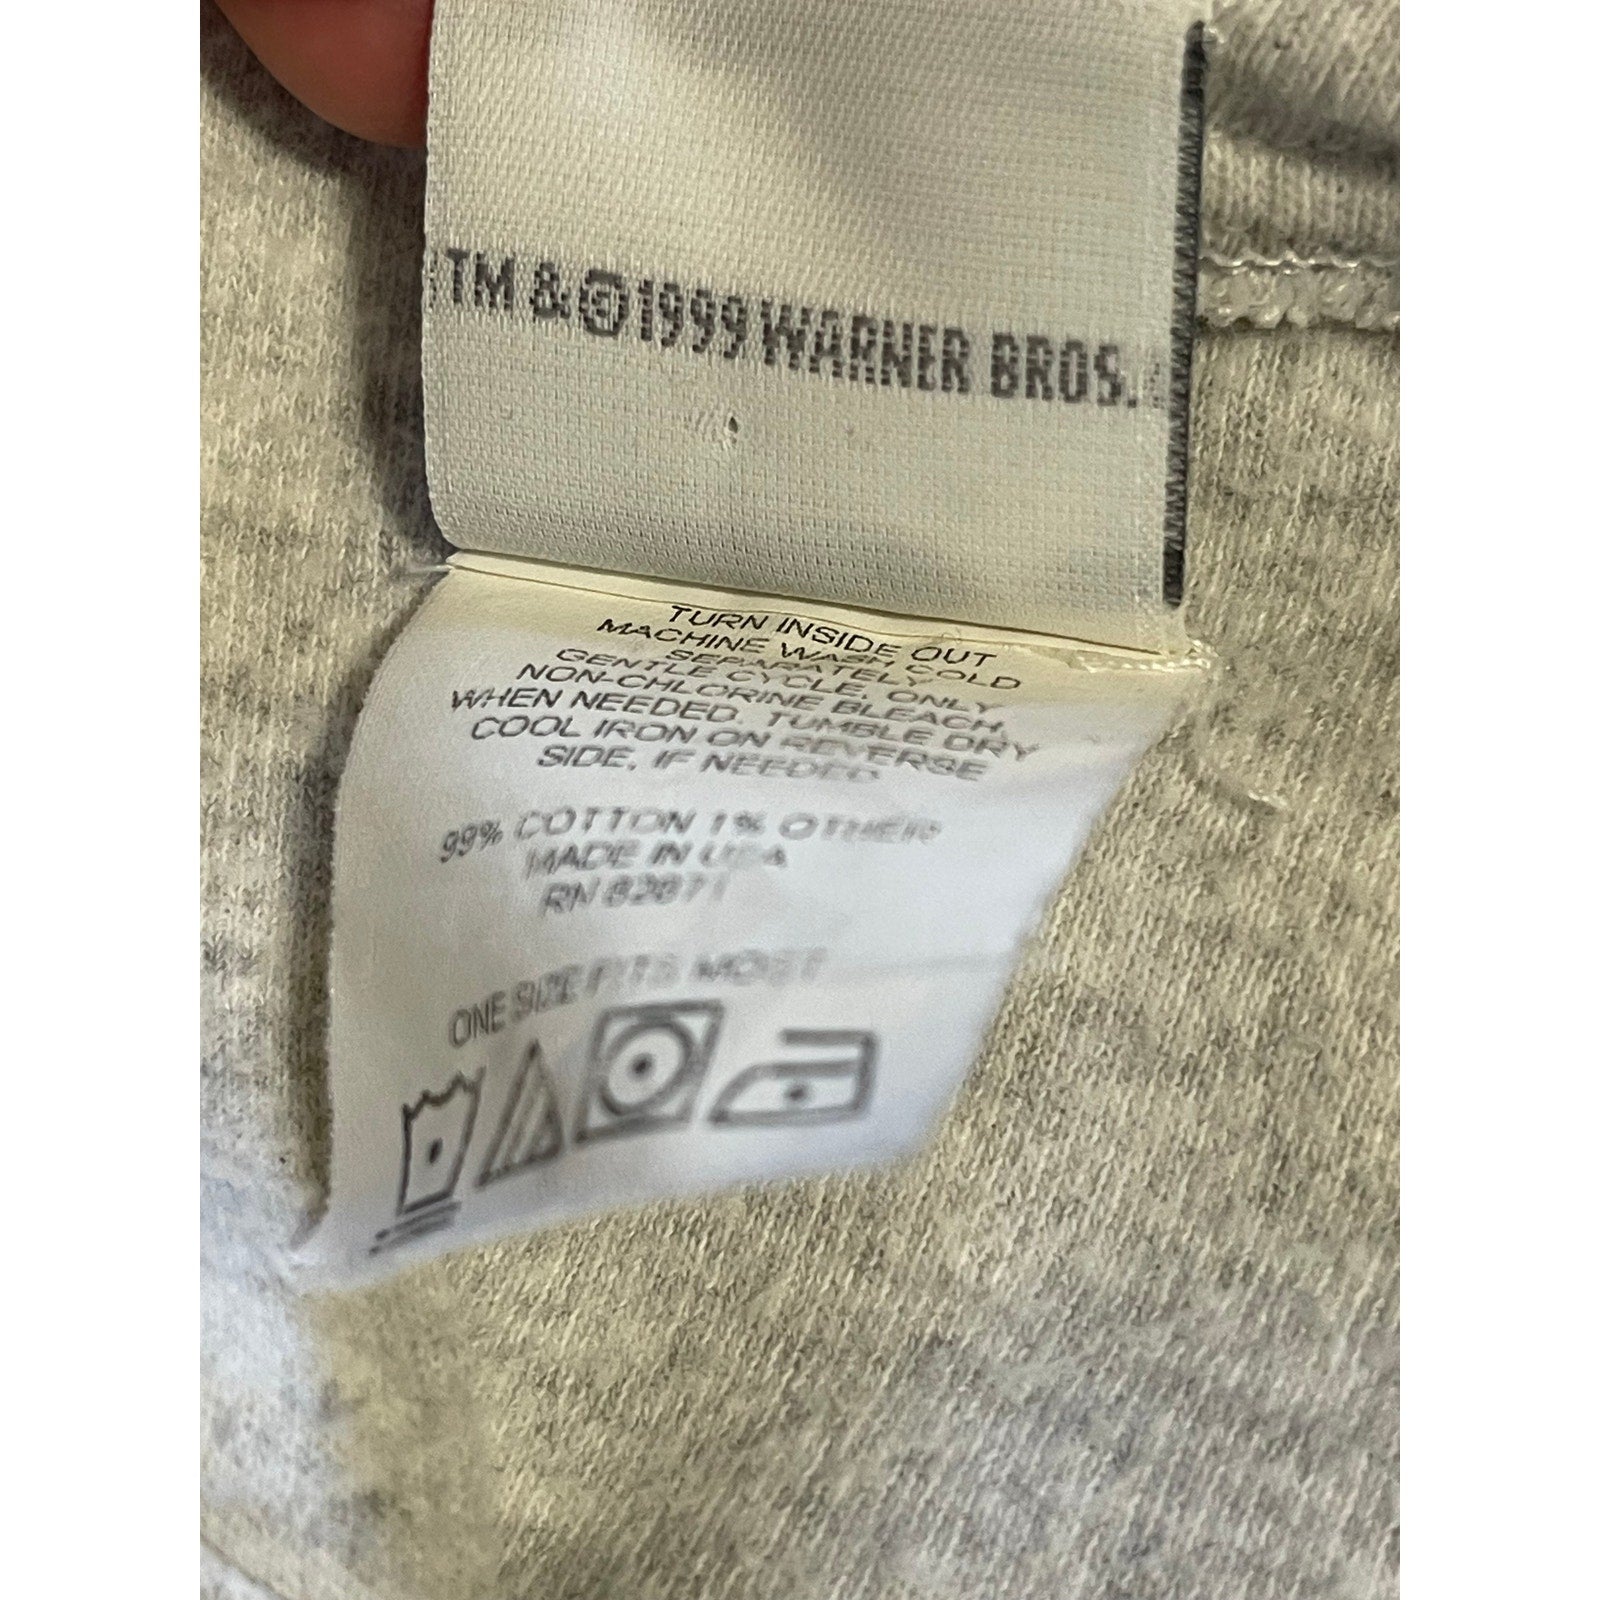 TM & © 1999 WARNER BROS.
TURN INSIDE OUT
MACHINE WASH COLD
SEPARATELY
GENTLE CYCLE, ONLY
NON-CHLORINE BLEACH,
WHEN NEEDED. TUMBLE DRY
COOL IRON ON REVERSE
SIDE, IF NEEDED.
99% COTTON 1% OTHER
MADE IN USA
RN 82871
ONE SIZE FITS MOST